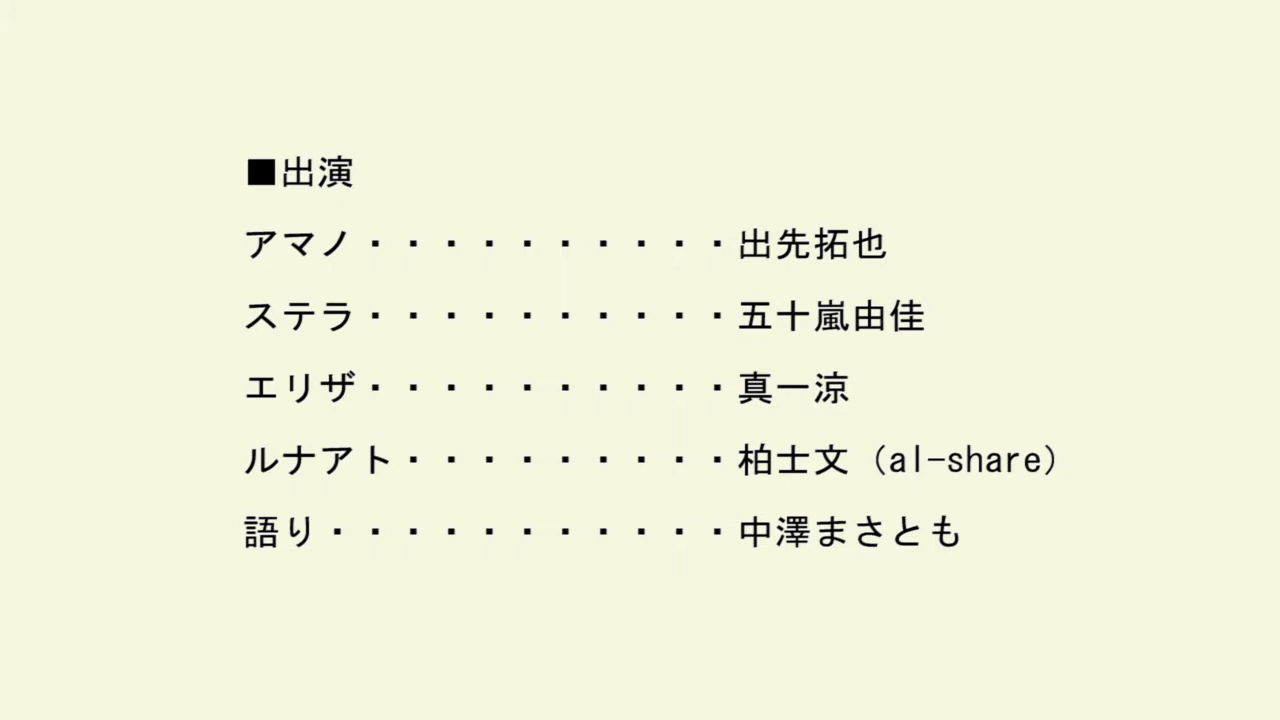 ■出演
アマノ・・・・・・・・・・出先拓也
ステラ・・・・・・・・・・五十嵐由佳
エリザ・・・・・・・・・・真一涼
ルナアト・・・・・・・・・柏士文（al-share）
語り・・・・・・・・・・・中澤まさとも